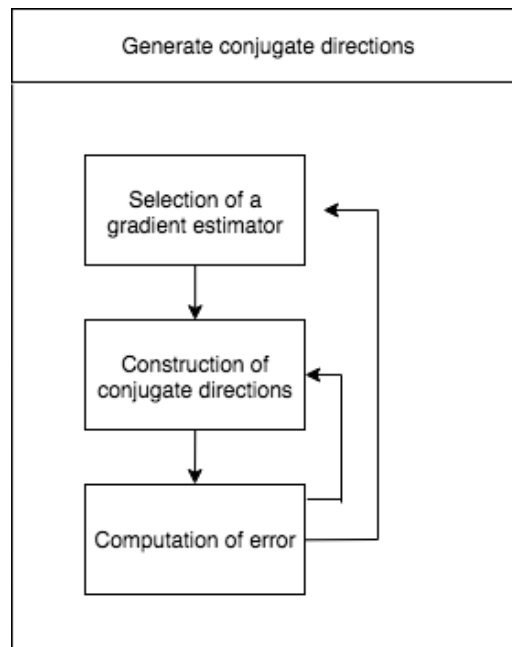 Generate conjugate directions
Selection of a
gradient estimator
Construction of
conjugate directions
Computation of error